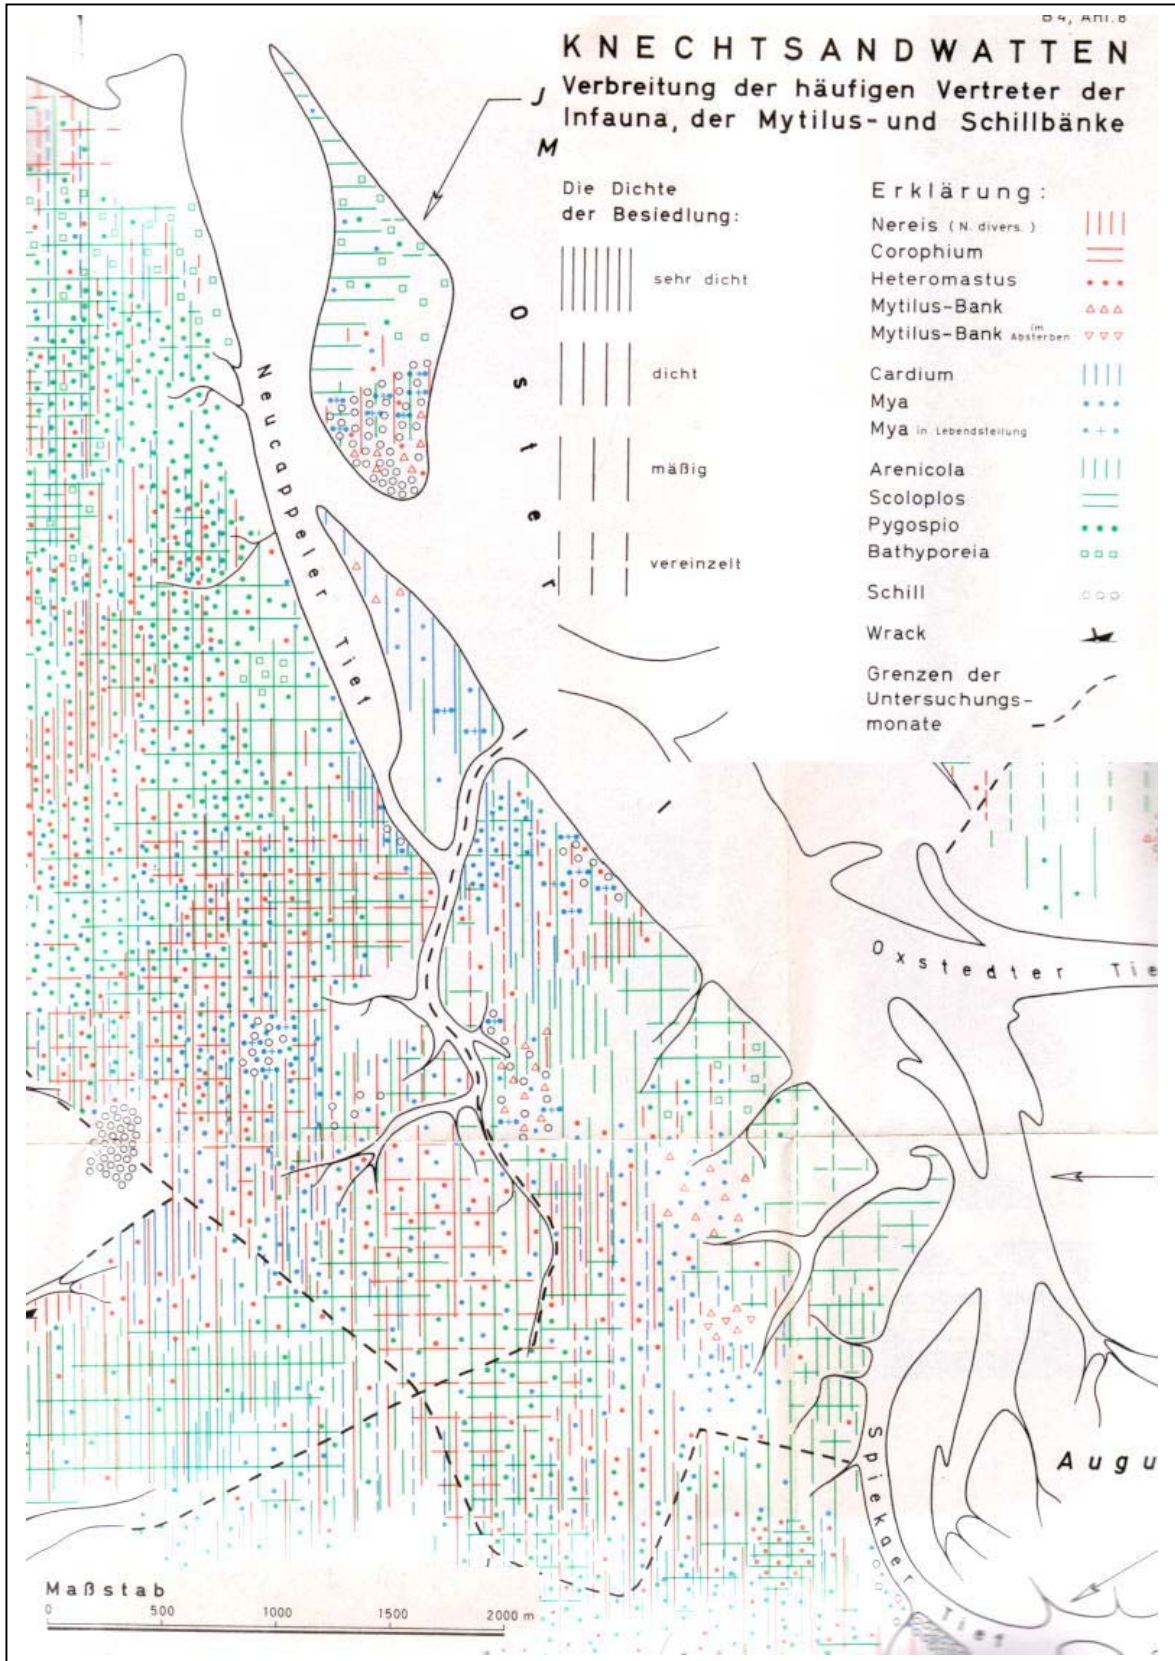 B 4, Ahr. 8
KNECHTSANDWATTEN
Verbreitung der häufigen Vertreter der
Infauna, der Mytilus- und Schillbänke
J
M
Die Dichte
der Besiedlung:
sehr dicht
dicht
mäßig
vereinzelt
Erklärung:
Nereis (N. divers.)
Corophium
Heteromastus
Mytilus-Bank
Mytilus-Bank im Absterben
Cardium
Mya
Mya in Lebendstellung
Arenicola
Scoloplos
Pygospio
Bathyporeia
Schill
Wrack
Grenzen der
Untersuchungs-
monate
Oster
Neucappeler Tief
Oxstedter Tie
Spiekaer Tief
Augu
Maßstab
0 500 1000 1500 2000 m